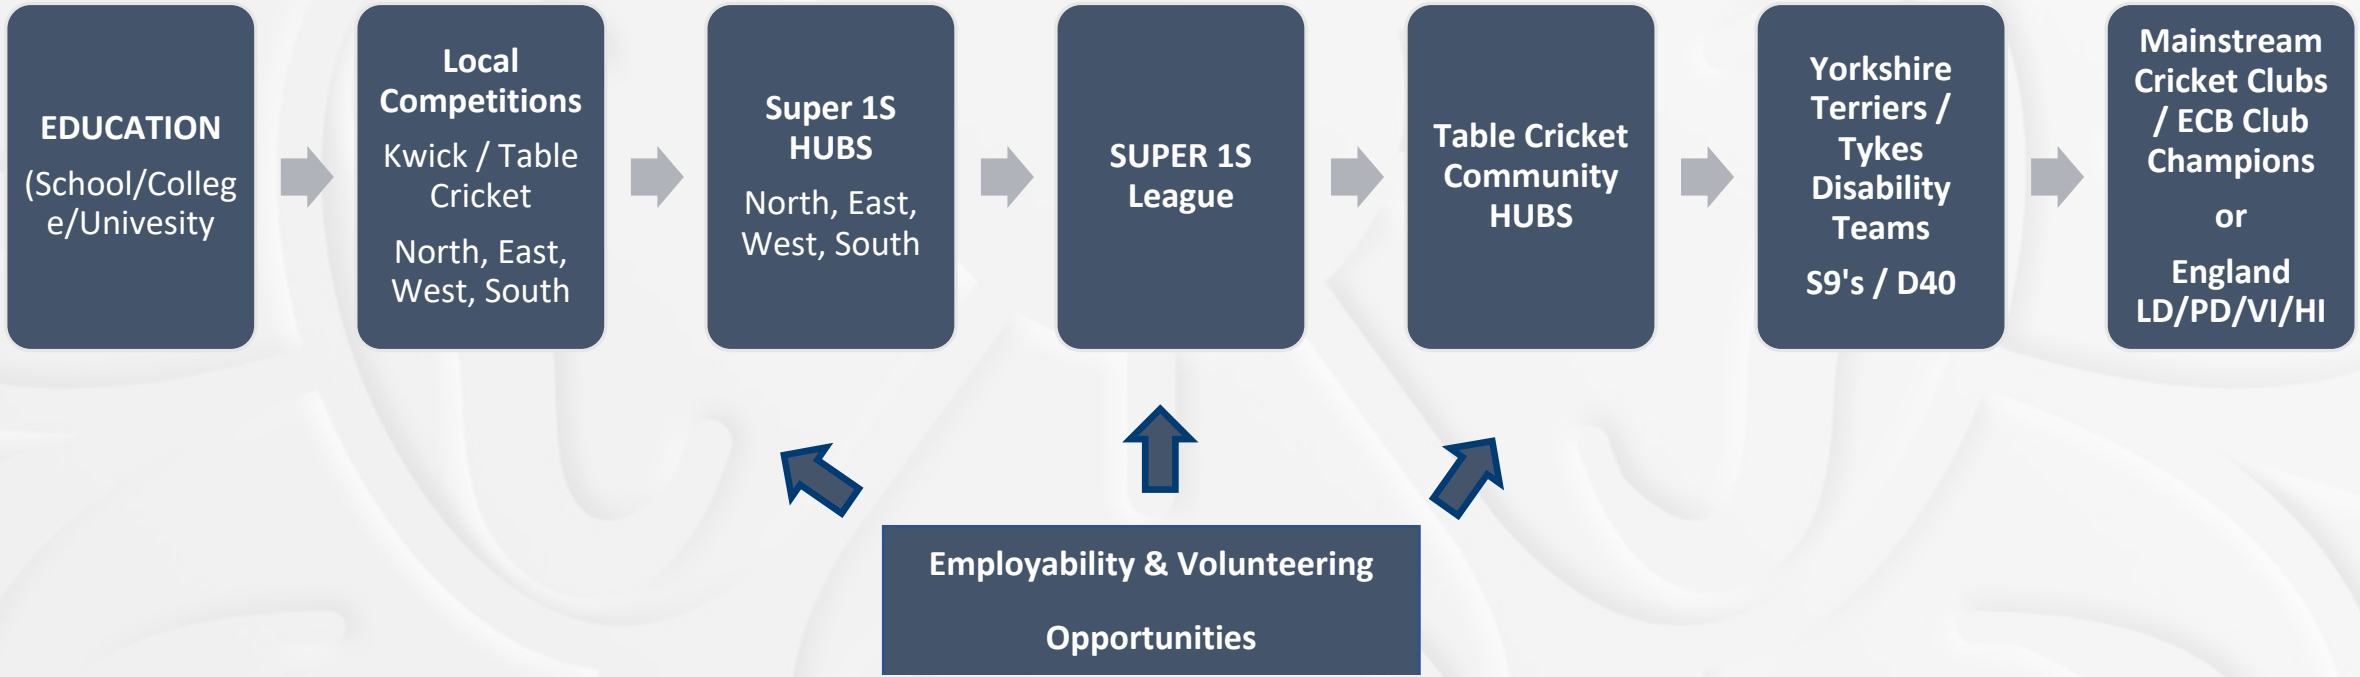 EDUCATION
(School/Colleg
e/Univesity
Local
Competitions
Kwick / Table
Cricket
North, East,
West, South
Super 1S
HUBS
North, East,
West, South
SUPER 1S
League
Table Cricket
Community
HUBS
Yorkshire
Terriers /
Tykes
Disability
Teams
S9's / D40
Mainstream
Cricket Clubs
/ ECB Club
Champions
or
England
LD/PD/VI/HI
Employability & Volunteering
Opportunities